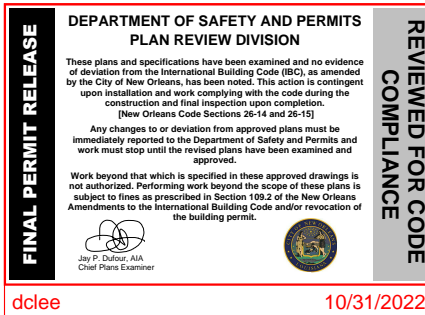 FINAL PERMIT RELEASE
DEPARTMENT OF SAFETY AND PERMITS
PLAN REVIEW DIVISION
These plans and specifications have been examined and no evidence
of deviation from the International Building Code (IBC), as amended
by the City of New Orleans, has been noted. This action is contingent
upon installation and work complying with the code during the
construction and final inspection upon completion.
[New Orleans Code Sections 26-14 and 26-15]
Any changes to or deviation from approved plans must be
immediately reported to the Department of Safety and Permits and
work must stop until the revised plans have been examined and
approved.
Work beyond that which is specified in these approved drawings is
not authorized. Performing work beyond the scope of these plans is
subject to fines as prescribed in Section 109.2 of the New Orleans
Amendments to the International Building Code and/or revocation of
the building permit.
Jay P. Dufour, AIA
Chief Plans Examiner
CITY OF NEW ORLEANS
LOUISIANA
REVIEWED FOR CODE
COMPLIANCE
dclee
10/31/2022